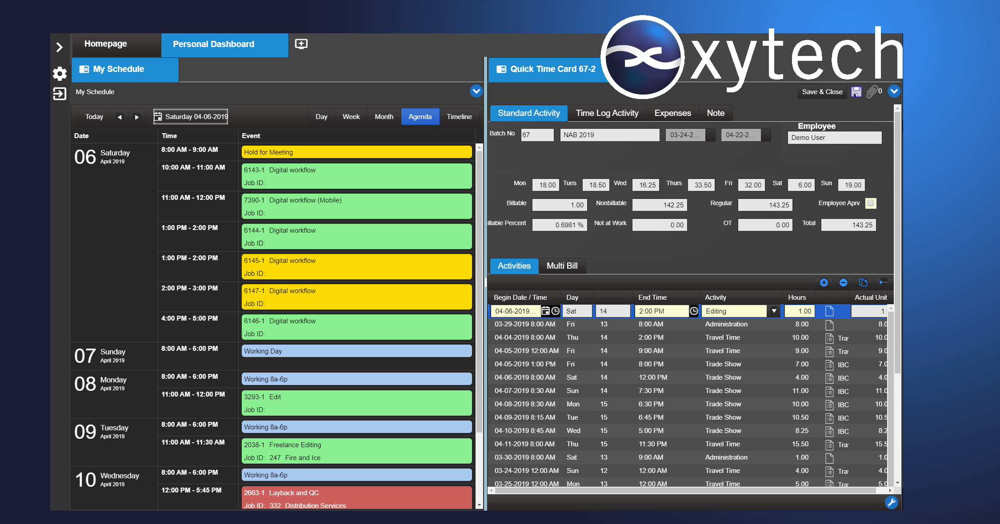 Homepage
Personal Dashboard
xytech
My Schedule
My Schedule
Today
Saturday 04-06-2019
Day Week Month Agenda Timeline
Date Time Event
06 Saturday
April 2019
8:00 AM - 9:00 AM
Hold for Meeting
10:00 AM - 11:00 AM
6143-1 Digital workflow
Job ID:
11:00 AM - 12:00 PM
7390-1 Digital workflow (Mobile)
Job ID:
1:00 PM - 2:00 PM
6144-1 Digital workflow
Job ID:
1:00 PM - 2:00 PM
6145-1 Digital workflow
Job ID:
2:00 PM - 3:00 PM
6147-1 Digital workflow
Job ID:
4:00 PM - 5:00 PM
6146-1 Digital workflow
Job ID:
07 Sunday
April 2019
8:00 AM - 6:00 PM
Working Day
08 Monday
April 2019
8:00 AM - 6:00 PM
Working 8a-6p
11:00 AM - 12:00 PM
3293-1 Edit
Job ID:
09 Tuesday
April 2019
8:00 AM - 6:00 PM
Working 8a-6p
11:00 AM - 11:30 AM
2038-1 Freelance Editing
Job ID: 247 Fire and Ice
10 Wednesday
April 2019
8:00 AM - 6:00 PM
Working 8a-6p
12:00 PM - 5:45 PM
2663-1 Layback and QC
Job ID: 332 Distribution Services
Quick Time Card 67-2
Save & Close 0
Standard Activity Time Log Activity Expenses Note
Employee
Batch No 67 NAB 2019 03-24-2... 04-22-2... Demo User
Mon 18.00 Tues 18.50 Wed 16.25 Thurs 33.50 Fri 32.00 Sat 6.00 Sun 19.00
Billable 1.00 Nonbillable 142.25 Regular 143.25 Employee Aprv
illable Percent 0.6981 % Not at Work 0.00 OT 0.00 Total 143.25
Activities Multi Bill
Begin Date / Time Day End Time Activity Hours Actual Unit
04-06-2019... Sat 14 2:00 PM Editing 1.00 1.
03-29-2019 8:00 AM Fri 13 8:00 AM Administration 8.00 8.0
04-04-2019 8:00 AM Thu 14 2:00 PM Travel Time 10.00 Tra 10.0
04-05-2019 12:00 AM Fri 14 9:00 AM Travel Time 9.00 Tra 9.0
04-05-2019 1:00 PM Fri 14 8:00 PM Trade Show 7.00 IBC 7.0
04-06-2019 8:00 AM Sat 14 12:00 PM Trade Show 4.00 IBC 4.0
04-07-2019 8:30 AM Sun 14 7:30 PM Trade Show 11.00 IBC 11.0
04-08-2019 8:30 AM Mon 15 6:30 PM Trade Show 10.00 IBC 10.0
04-09-2019 8:15 AM Tue 15 6:45 PM Trade Show 10.50 IBC 10.5
04-10-2019 8:45 AM Wed 15 5:00 PM Trade Show 8.25 IBC 8.2
04-11-2019 8:00 AM Thu 15 11:30 PM Travel Time 15.50 Tra 15.5
03-30-2019 8:00 AM Sat 13 9:00 AM Administration 1.00 1.0
03-24-2019 12:00 AM Sun 12 12:00 AM Travel Time 4.00 Tra 4.0
03-25-2019 12:00 AM Mon 13 12:00 AM Travel Time 5.00 Tra 5.0